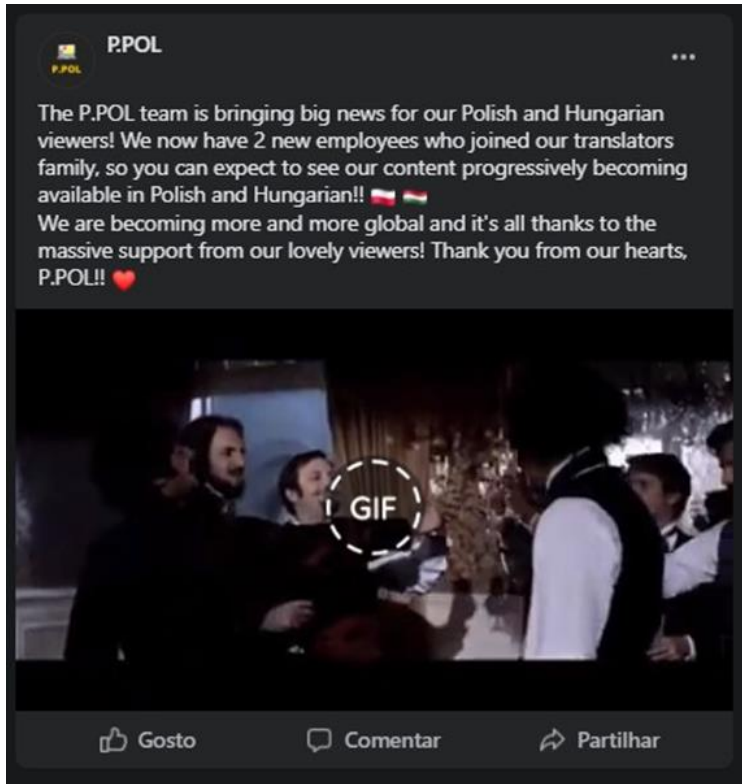 P.POL
P.POL
The P.POL team is bringing big news for our Polish and Hungarian
viewers! We now have 2 new employees who joined our translators
family, so you can expect to see our content progressively becoming
available in Polish and Hungarian!! 🇵🇱 🇭🇺
We are becoming more and more global and it's all thanks to the
massive support from our lovely viewers! Thank you from our hearts,
P.POL!! ❤️
GIF
Gosto
Comentar
Partilhar